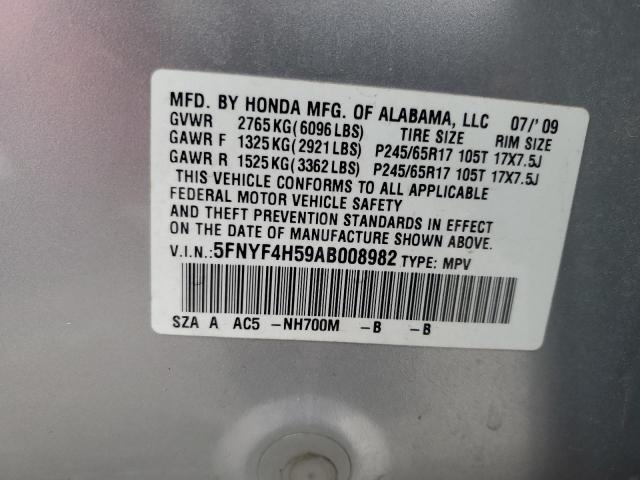 MFD. BY HONDA MFG. OF ALABAMA, LLC 07/'09
GVWR 2765KG(6096LBS) TIRE SIZE RIM SIZE
GAWR F 1325KG(2921LBS) P245/65R17 105T 17X7.5J
GAWR R 1525KG(3362LBS) P245/65R17 105T 17X7.5J
THIS VEHICLE CONFORMS TO ALL APPLICABLE
FEDERAL MOTOR VEHICLE SAFETY
AND THEFT PREVENTION STANDARDS IN EFFECT
ON THE DATE OF MANUFACTURE SHOWN ABOVE.
V.I.N.:5FNYF4H59AB008982 TYPE: MPV
SZA A AC5 -NH700M -B -B